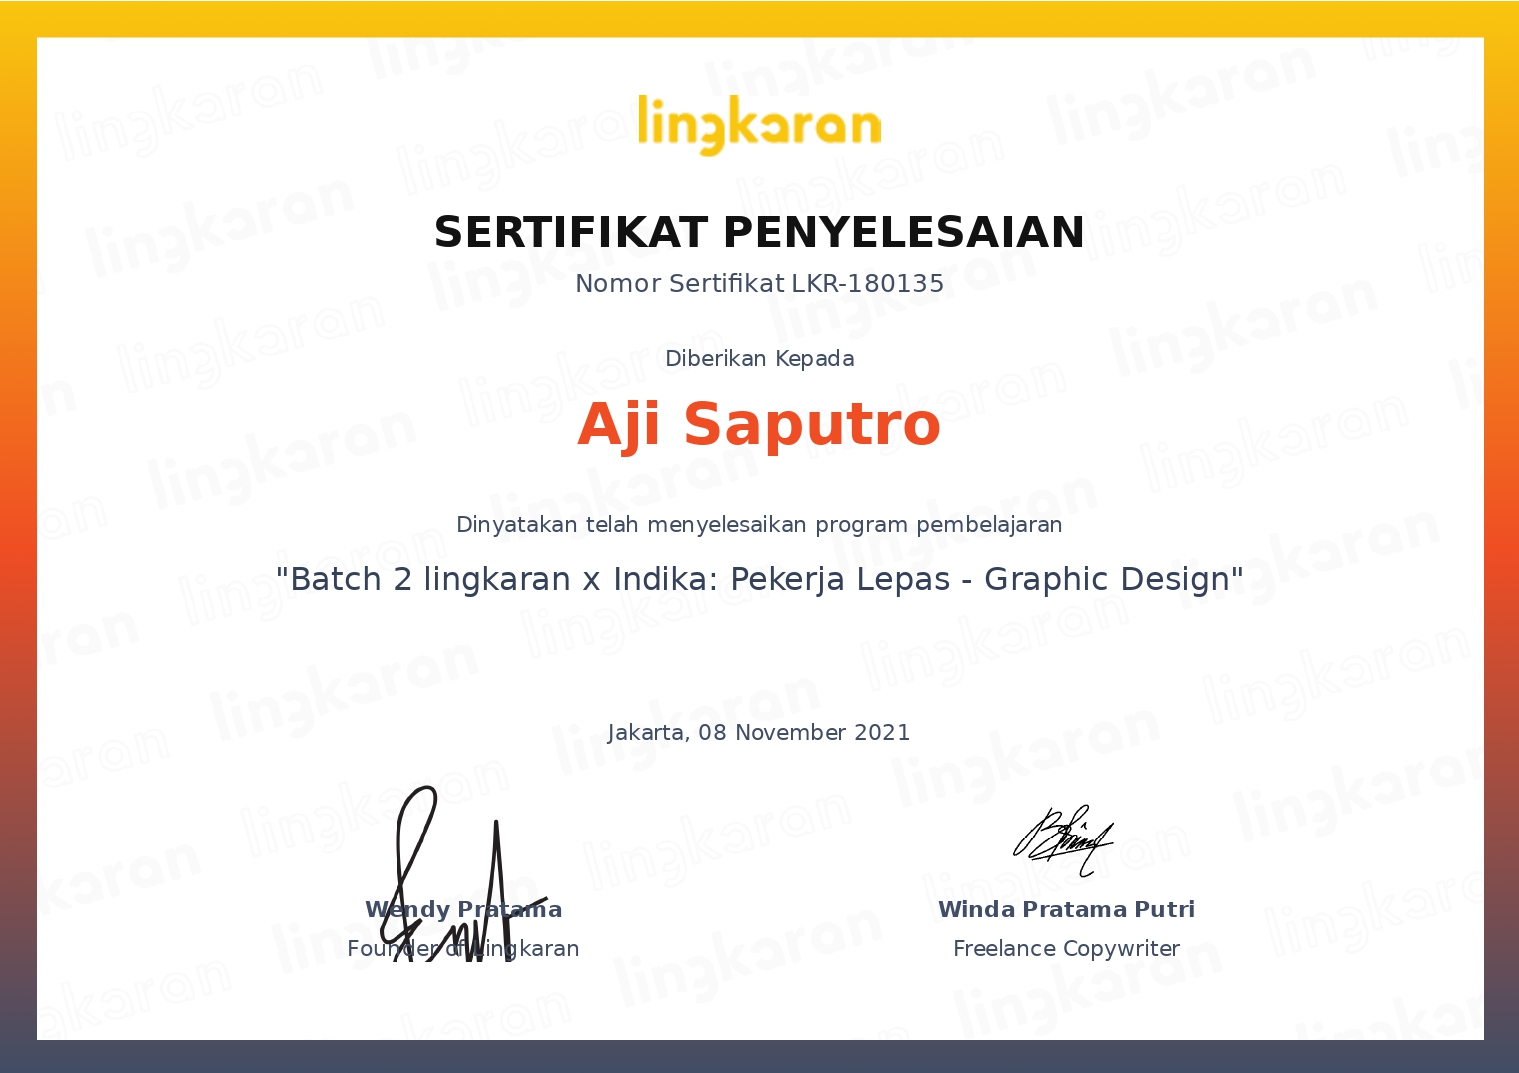 lingkaran
SERTIFIKAT PENYELESAIAN
Nomor Sertifikat LKR-180135
Diberikan Kepada
Aji Saputro
Dinyatakan telah menyelesaikan program pembelajaran
"Batch 2 lingkaran x Indika: Pekerja Lepas - Graphic Design"
Jakarta, 08 November 2021
Wendy Pratama
Founder of Lingkaran
Winda Pratama Putri
Freelance Copywriter